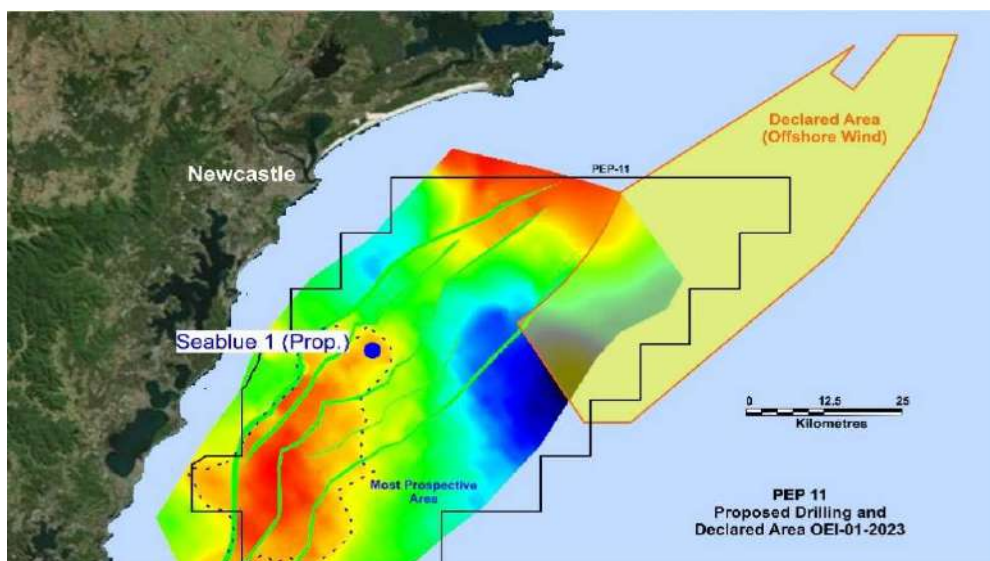 Declared Area
(Offshore Wind)
PEP-11
Newcastle
Seablue 1 (Prop.)
0 12.5 25
Kilometres
Most Prospective
Area
PEP 11
Proposed Drilling and
Declared Area OEI-01-2023